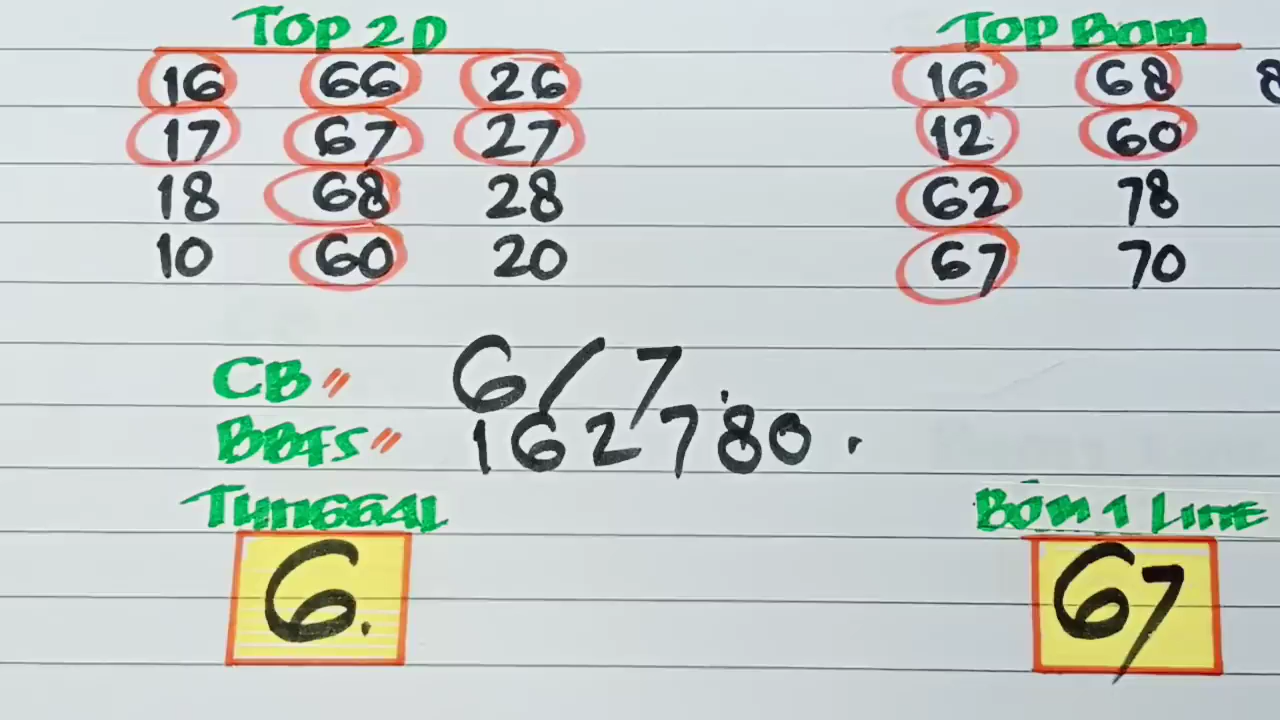 TOP 2D TOP BOM
16 66 26 16 68
17 67 27 12 60
18 68 28 62 78
10 60 20 67 70
CB" 6/7
BBFS" 162780
TUNGGAL BOM 1 LINE
6. 67